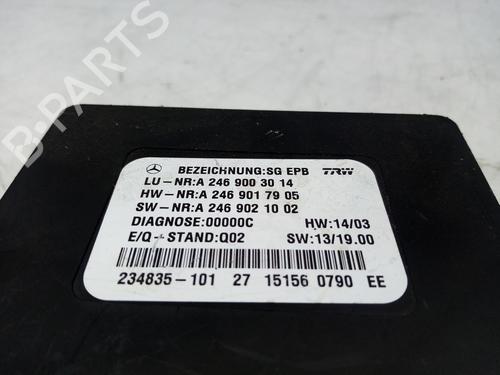 B-PARTS
BEZEICHNUNG:SG EPB TRW
LU-NR:A 246 900 30 14
HW-NR:A 246 901 79 05
SW-NR:A 246 902 10 02
DIAGNOSE:00000C HW:14/03
E/Q-STAND:Q02 SW:13/19.00
234835-101 27 15156 0790 EE